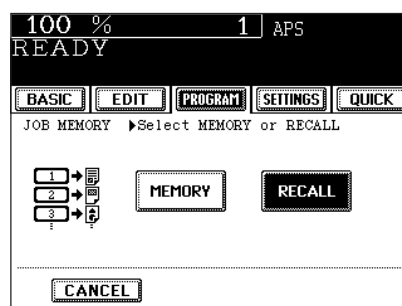 100 % 1 APS
READY
BASIC EDIT PROGRAM SETTINGS QUICK
JOB MEMORY ▶Select MEMORY or RECALL
1
2
3
MEMORY RECALL
CANCEL